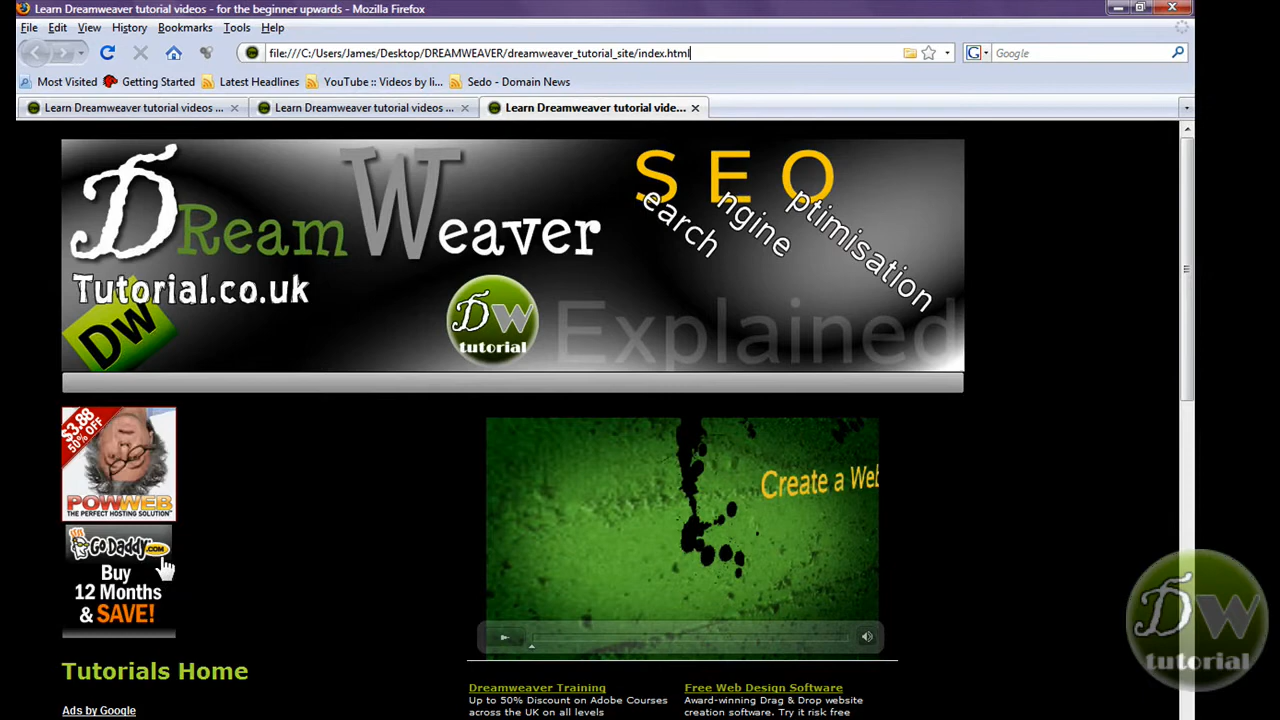 Learn Dreamweaver tutorial videos - for the beginner upwards - Mozilla Firefox
File Edit View History Bookmarks Tools Help
file:///C:/Users/James/Desktop/DREAMWEAVER/dreamweaver_tutorial_site/index.html
G Google
Most Visited Getting Started Latest Headlines YouTube :: Videos by li... Sedo - Domain News
Learn Dreamweaver tutorial videos ... Learn Dreamweaver tutorial videos ... Learn Dreamweaver tutorial vide...
DReamWeaver
Tutorial.co.uk
Dw
SEO
earch
ngine
ptimisation
DW
tutorial
Explained
$3.88
50% OFF
POWWEB
THE PERFECT HOSTING SOLUTION
GoDaddy.COM
Buy
12 Months
& SAVE!
Create a Web
Tutorials Home
Ads by Google
Dreamweaver Training
Up to 50% Discount on Adobe Courses
across the UK on all levels
Free Web Design Software
Award-winning Drag & Drop website
creation software. Try it risk free
DW
tutorial